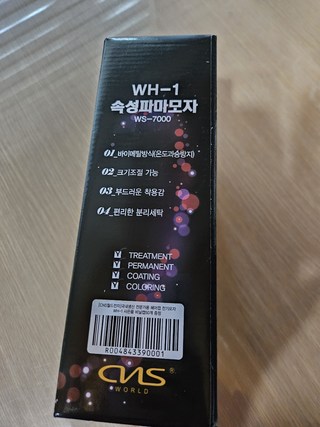 WH-1
속성파마모자
WS-7000
01_바이메탈방식(온도과승방지)
02_크기조절 기능
03_부드러운 착용감
04_편리한 분리세탁
TREATMENT
PERMANENT
COATING
COLORING
R004843390001
CMS®
WORLD